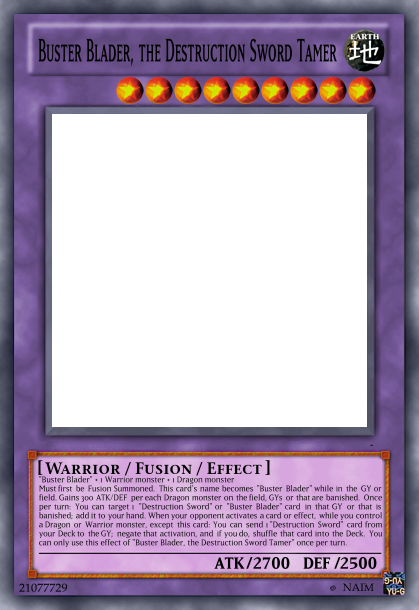 Buster Blader, the Destruction Sword Tamer
EARTH
地
[ Warrior / Fusion / Effect ]
"Buster Blader" + 1 Warrior monster + 1 Dragon monster
Must first be Fusion Summoned. This card's name becomes "Buster Blader" while in the GY or
field. Gains 300 ATK/DEF per each Dragon monster on the field, GYs or that are banished. Once
per turn: You can target 1 "Destruction Sword" or "Buster Blader" card in that GY or that is
banished; add it to your hand. When your opponent activates a card or effect, while you control
a Dragon or Warrior monster, except this card: You can send 1 "Destruction Sword" card from
your Deck to the GY; negate that activation, and if you do, shuffle that card into the Deck. You
can only use this effect of "Buster Blader, the Destruction Sword Tamer" once per turn.
ATK/2700 DEF/2500
21077729
® NAIM